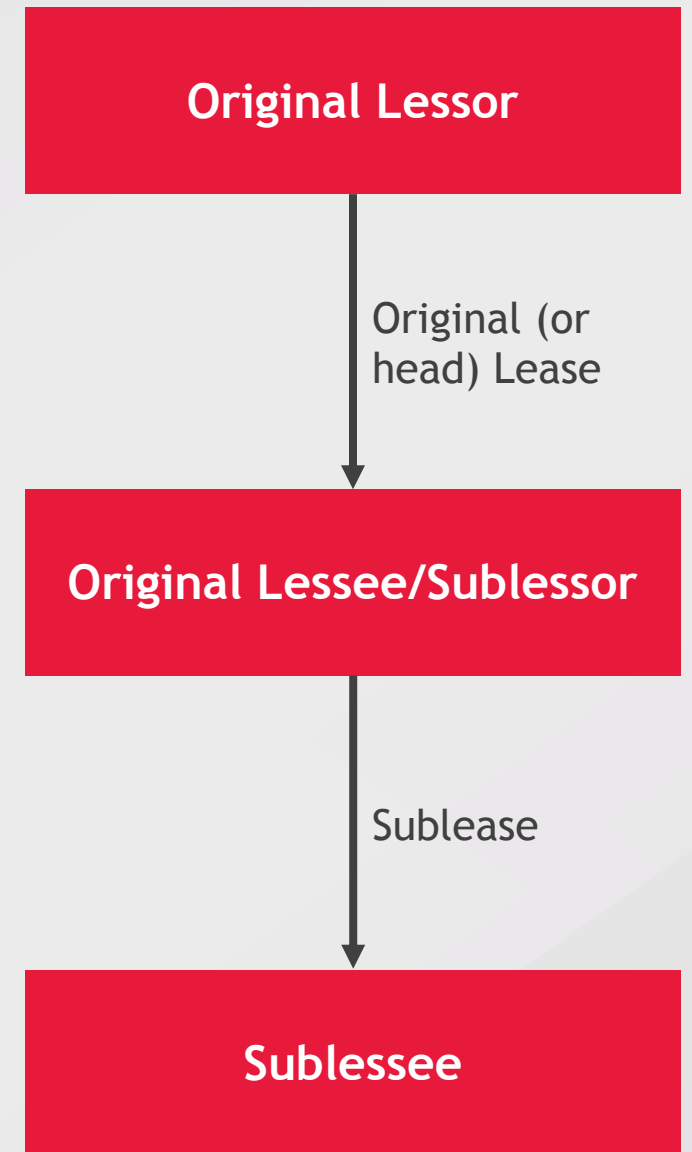 Original Lessor
Original (or
head) Lease
Original Lessee/Sublessor
Sublease
Sublessee